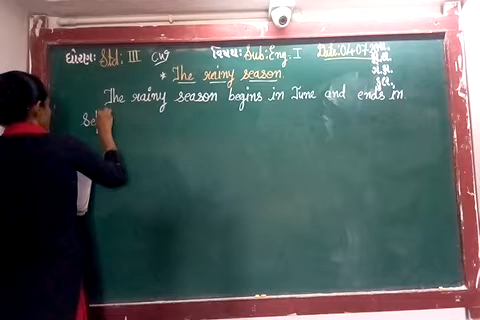 ધોરણ: Std: III CW વિષય: Sub: Eng. I Date: 04-07
* The rainy season.
The rainy season begins in June and ends in
Se